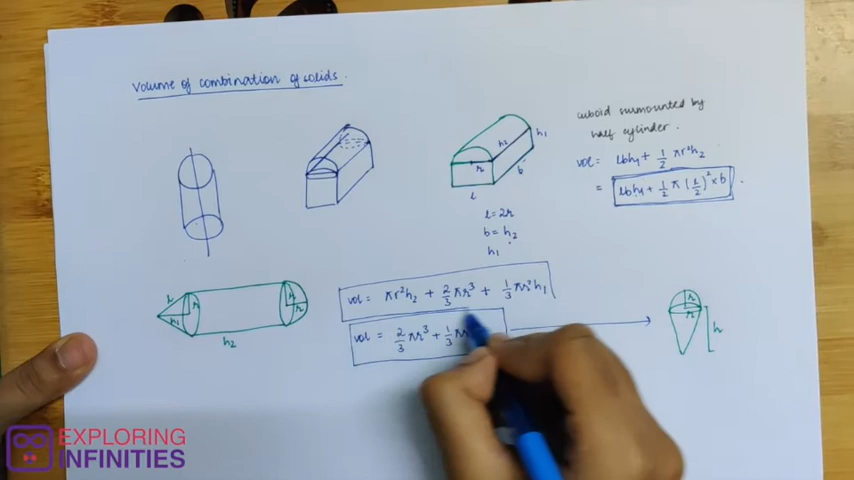 Volume of combination of solids.
cuboid surmounted by
half cylinder.
vol = lbh₁ + 1/2 πr²h₂
= lbh₁ + 1/2 π (l/2)² × b
h₂
h₁
r
b
l
l = 2r
b = h₂
h₁
l
h₁
r
r
r
h₂
vol = πr²h₂ + 2/3 πr³ + 1/3 πr²h₁
vol = 2/3 πr³ + 1/3
r
r
h
EXPLORING
INFINITIES